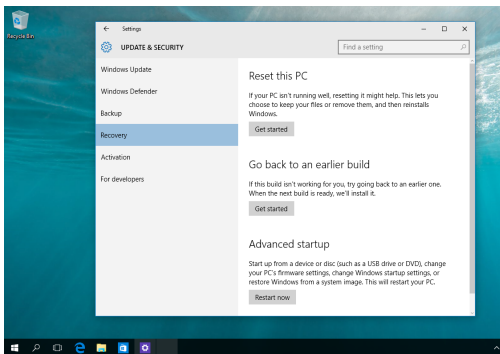 Recycle Bin
Settings
UPDATE & SECURITY
Find a setting
Windows Update
Windows Defender
Backup
Recovery
Activation
For developers
Reset this PC
If your PC isn't running well, resetting it might help. This lets you
choose to keep your files or remove them, and then reinstalls
Windows.
Get started
Go back to an earlier build
If this build isn't working for you, try going back to an earlier one.
When the next build is ready, we'll install it.
Get started
Advanced startup
Start up from a device or disc (such as a USB drive or DVD), change
your PC's firmware settings, change Windows startup settings, or
restore Windows from a system image. This will restart your PC.
Restart now